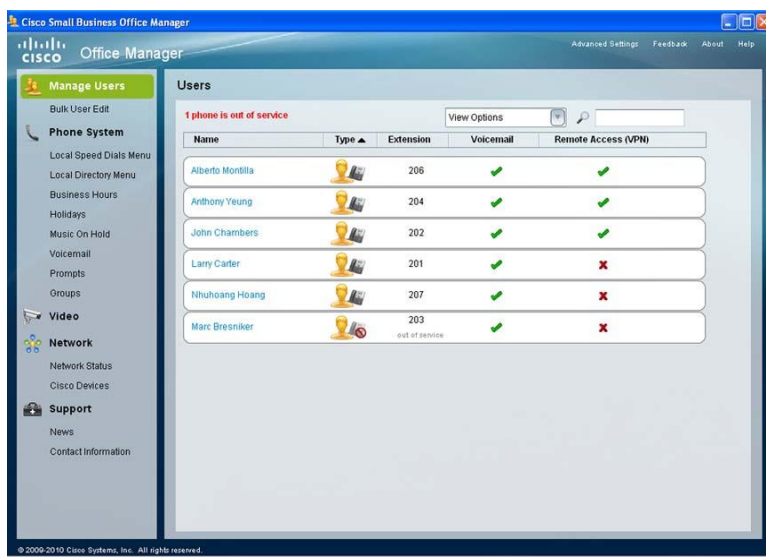 Cisco Small Business Office Manager
CISCO Office Manager
Advanced Settings Feedback About Help
Manage Users
Bulk User Edit
Phone System
Local Speed Dials Menu
Local Directory Menu
Business Hours
Holidays
Music On Hold
Voicemail
Prompts
Groups
Video
Network
Network Status
Cisco Devices
Support
News
Contact Information
Users
1 phone is out of service
View Options
Name Type Extension Voicemail Remote Access (VPN)
Alberto Montilla 206
Anthony Yeung 204
John Chambers 202
Larry Carter 201
Nhuhoang Hoang 207
Marc Bresniker 203
out of service
© 2009-2010 Cisco Systems, Inc. All rights reserved.